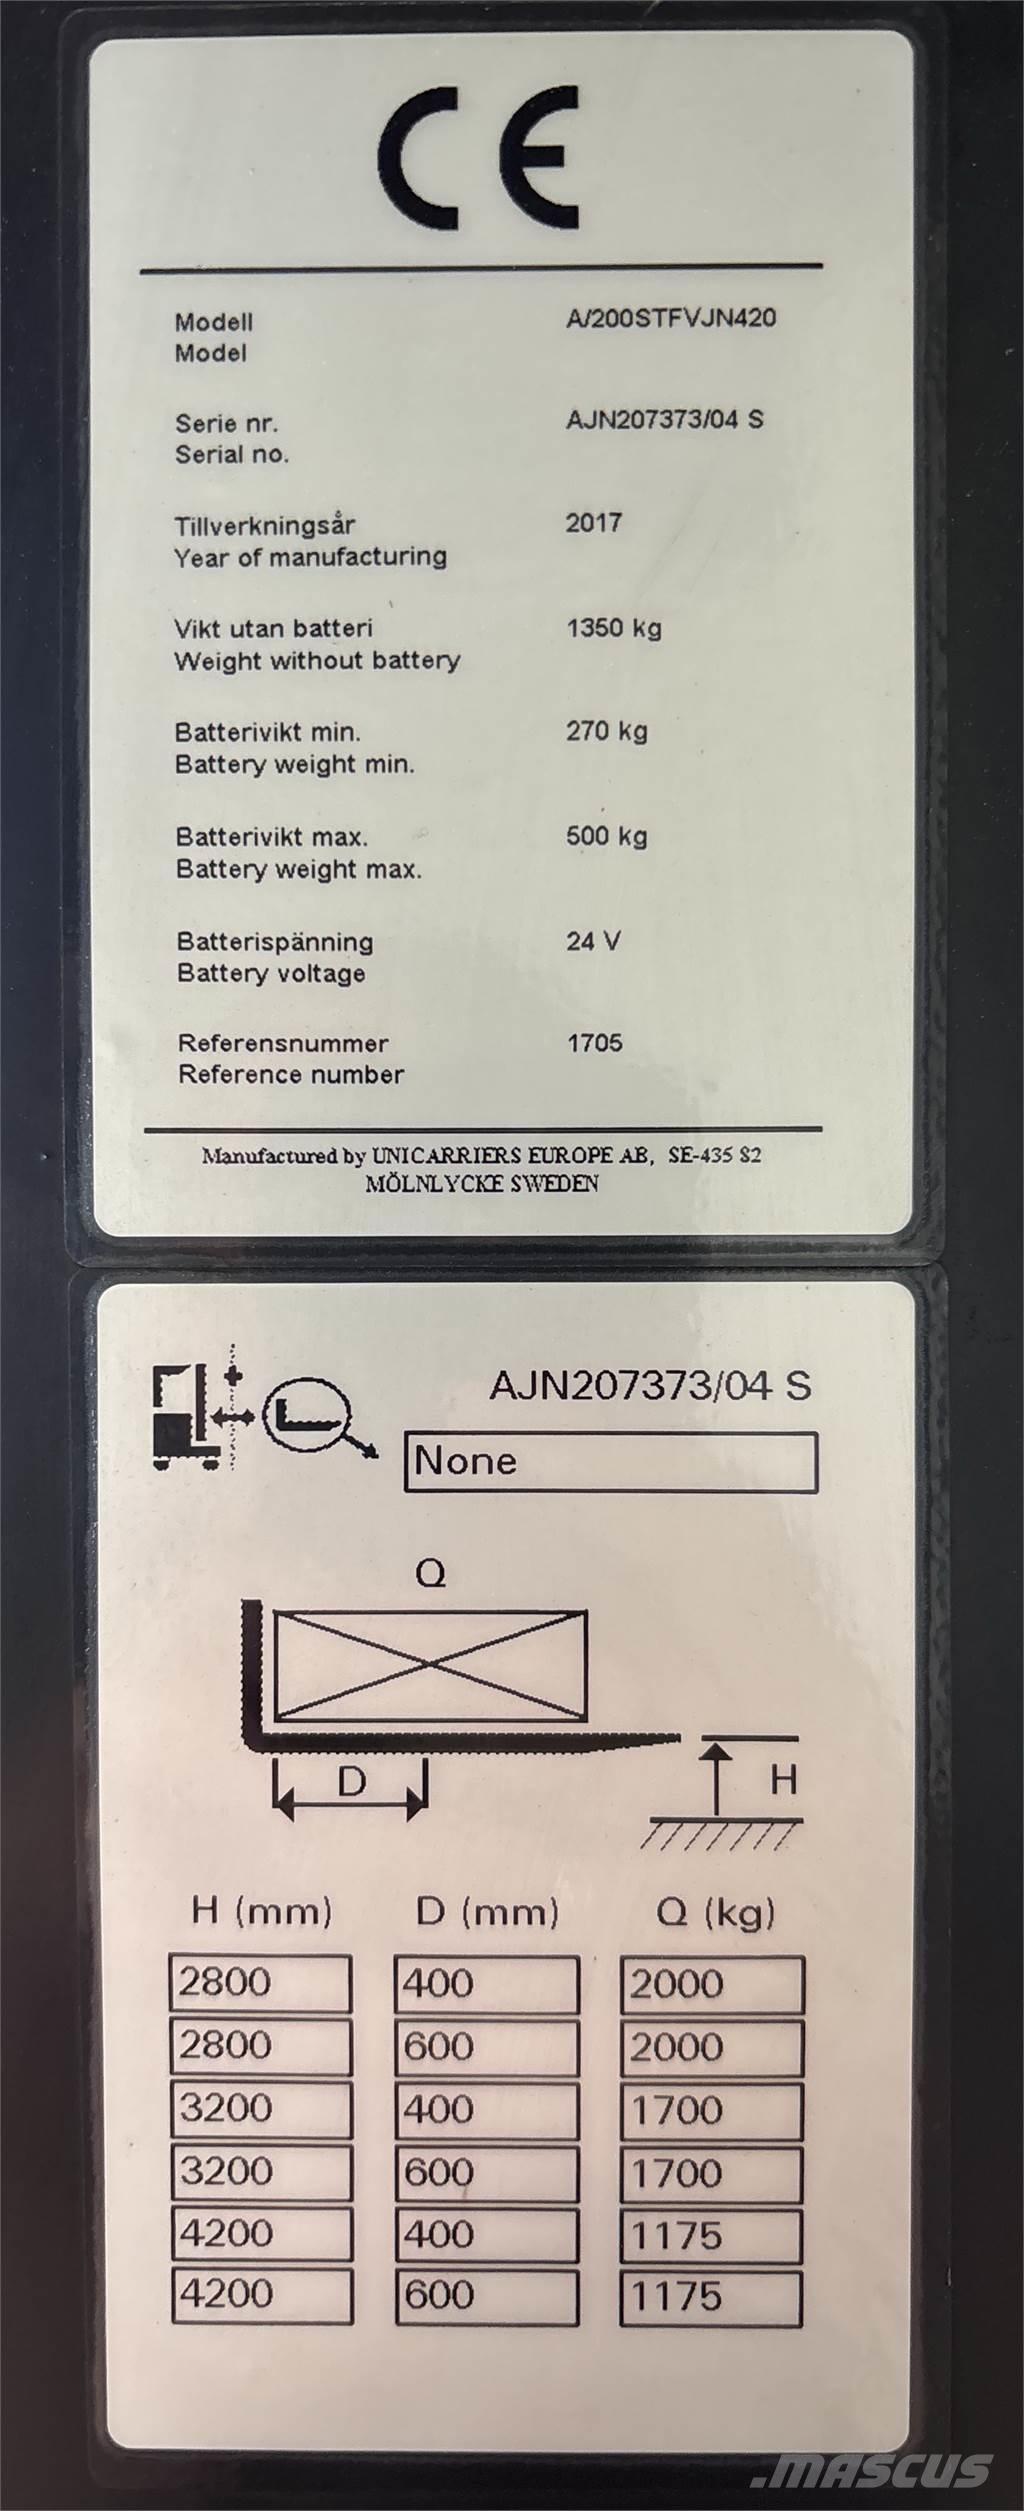 CE
Modell A/200STFVJN420
Model
Serie nr. AJN207373/04 S
Serial no.
Tillverkningsår 2017
Year of manufacturing
Vikt utan batteri 1350 kg
Weight without battery
Batterivikt min. 270 kg
Battery weight min.
Batterivikt max. 500 kg
Battery weight max.
Batterispänning 24 V
Battery voltage
Referensnummer 1705
Reference number
Manufactured by UNICARRIERS EUROPE AB, SE-435 82
MÖLNLYCKE SWEDEN
AJN207373/04 S
None
Q
D
H
H (mm) D (mm) Q (kg)
2800 400 2000
2800 600 2000
3200 400 1700
3200 600 1700
4200 400 1175
4200 600 1175
.mascus